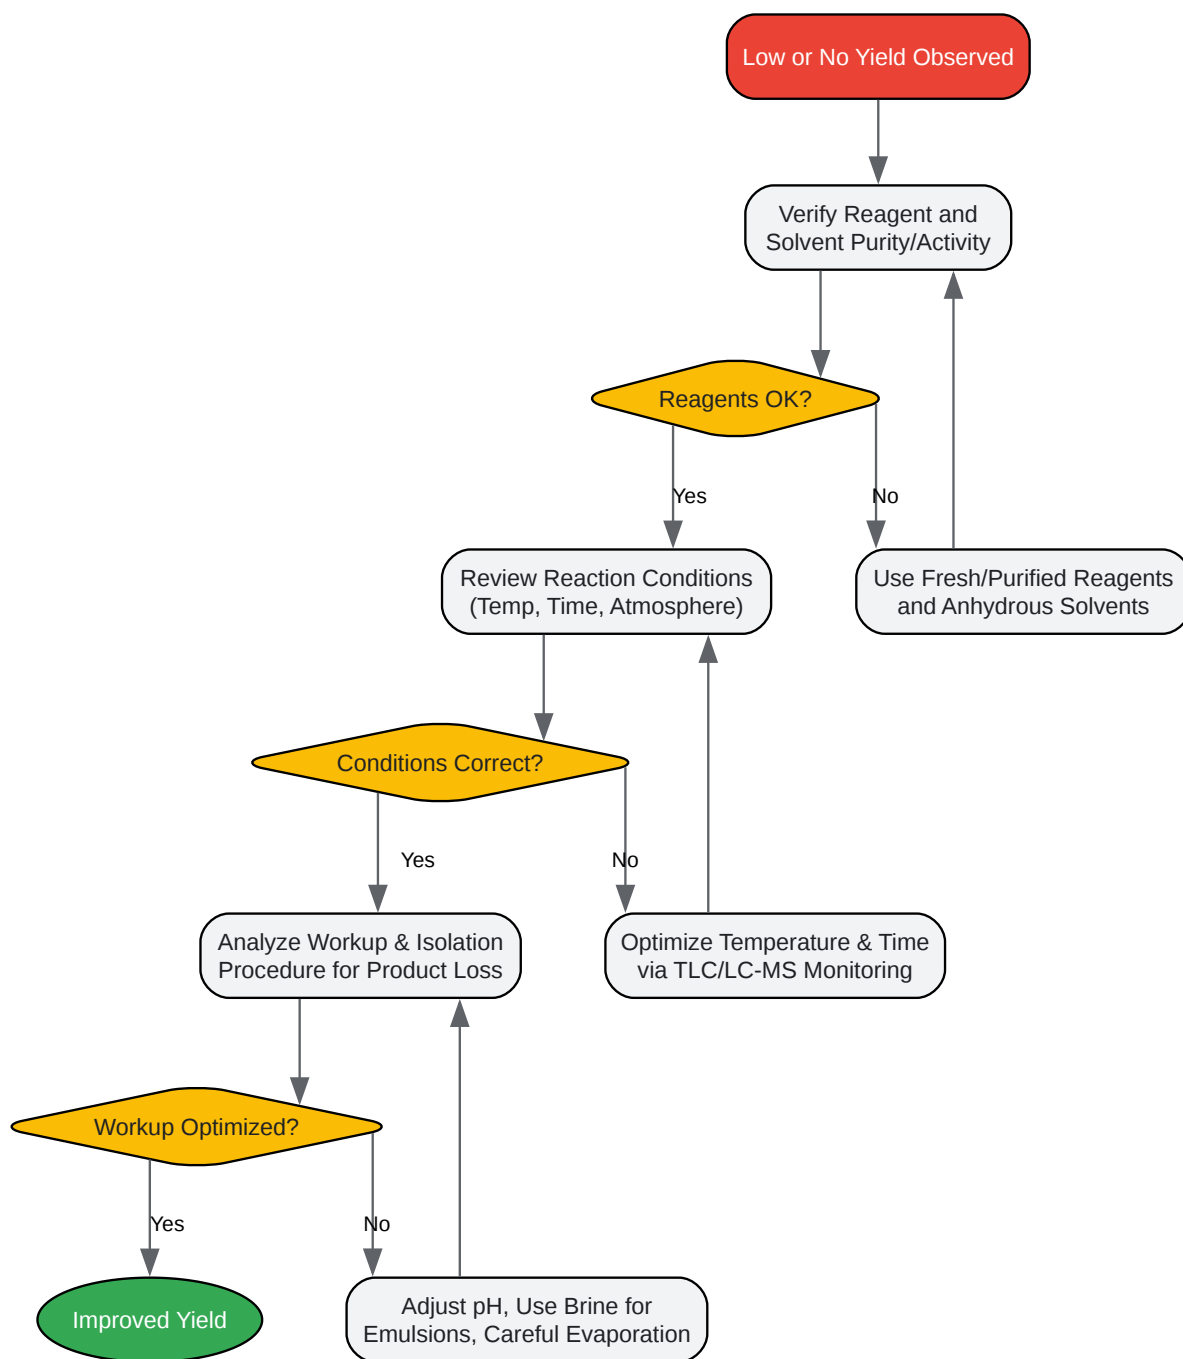 Low or No Yield Observed
Verify Reagent and
Solvent Purity/Activity
Reagents OK?
Yes
No
Review Reaction Conditions
(Temp, Time, Atmosphere)
Use Fresh/Purified Reagents
and Anhydrous Solvents
Conditions Correct?
Yes
No
Analyze Workup & Isolation
Procedure for Product Loss
Optimize Temperature & Time
via TLC/LC-MS Monitoring
Workup Optimized?
Yes
No
Improved Yield
Adjust pH, Use Brine for
Emulsions, Careful Evaporation